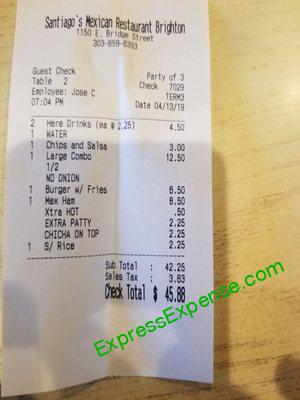 Santiago's Mexican Restaurant Brighton
1150 E. Bridge Street
303-659-6393
Guest Check Party of 3
Table 2 Check 7029
Employee: Jose C TERM3
07:04 PM Date 04/13/19
2 Here Drinks (ea @ 2.25) 4.50
1 WATER
1 Chips and Salsa 3.00
1 Large Combo 12.50
1/2
NO ONION
1 Burger w/ Fries 6.50
1 Mex Ham 8.50
Xtra HOT .50
EXTRA PATTY 2.25
CHICHA ON TOP 2.25
1 S/ Rice 2.25
Sub Total : 42.25
Sales Tax : 3.63
Check Total $ 45.88
ExpressExpense.com